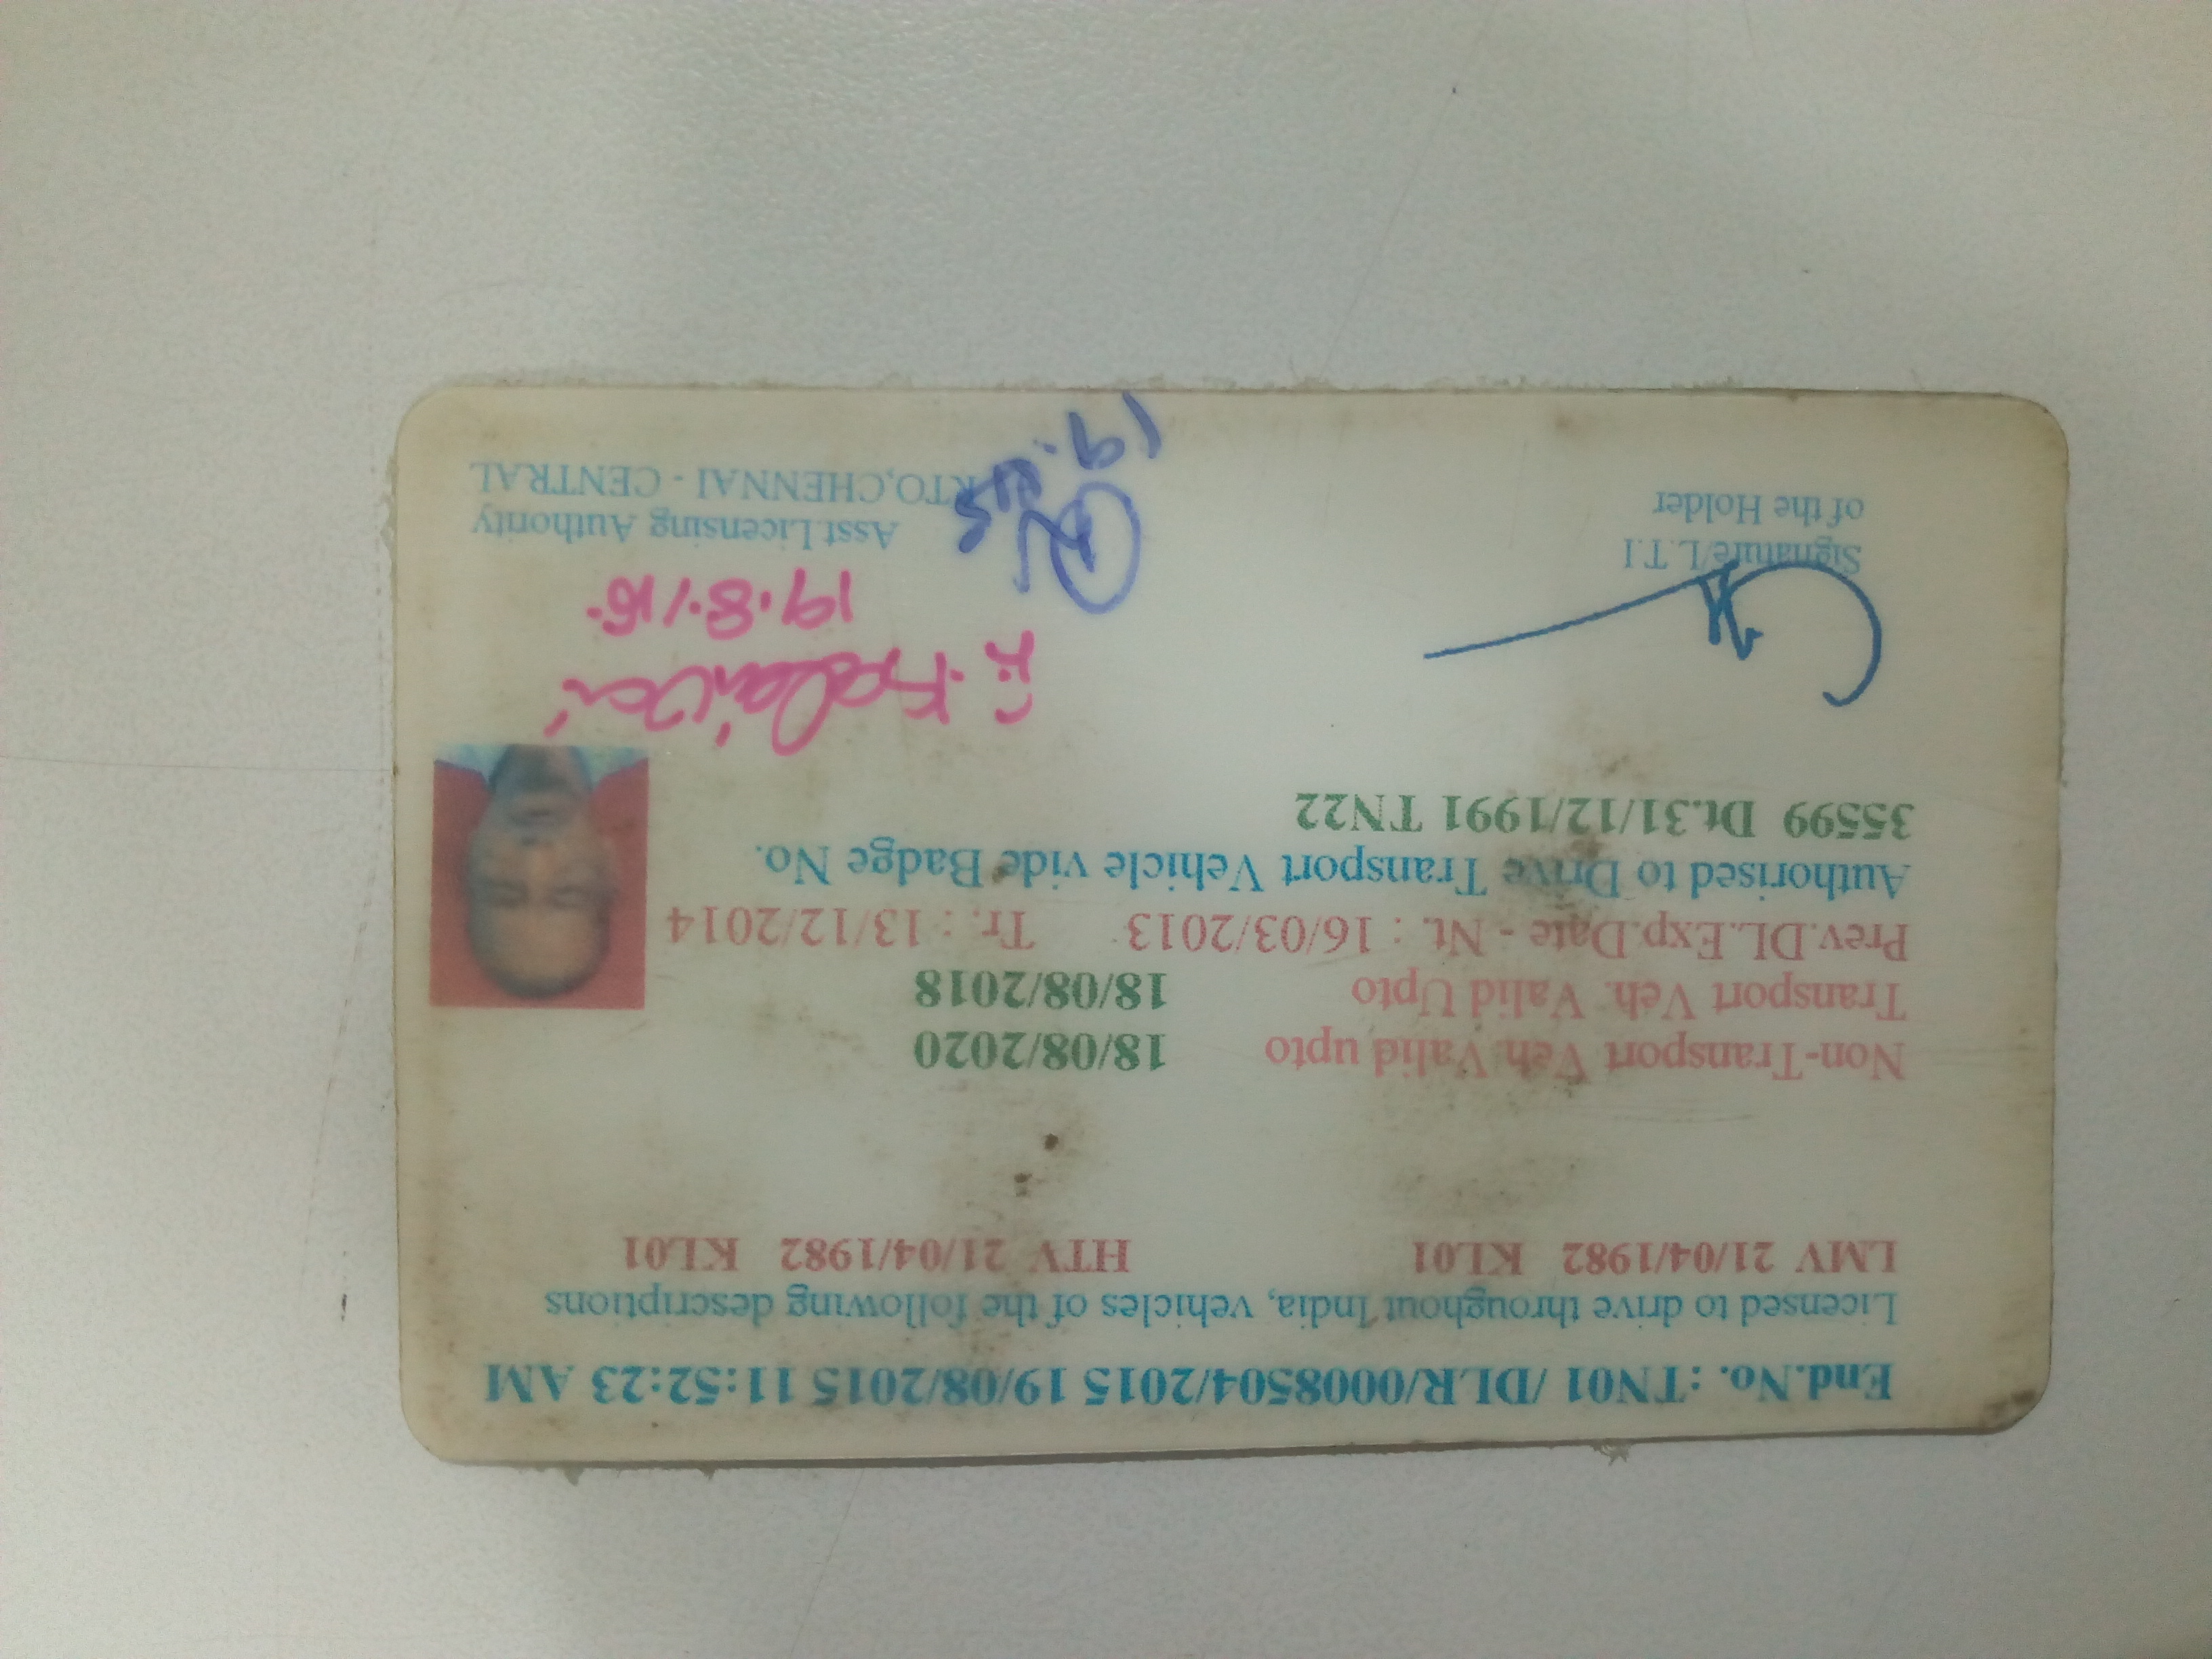 End.No. :TN01 /DLR/0008504/2015 19/08/2015 11:52:23 AM
Licensed to drive throughout India, vehicles of the following descriptions
LMV 21/04/1982 KL01 HTV 21/04/1982 KL01
Non-Transport Veh Valid upto 18/08/2020
Transport Veh. Valid Upto 18/08/2018
Prev.DL.Exp.Date - Nt. : 16/03/2013 Tr. : 13/12/2014
Authorised to Drive Transport Vehicle vide Badge No.
35599 Dt.31/12/1991 TN22
19.8.15
Signature/L.T.I
of the Holder
Asst.Licensing Authority
RTO,CHENNAI - CENTRAL